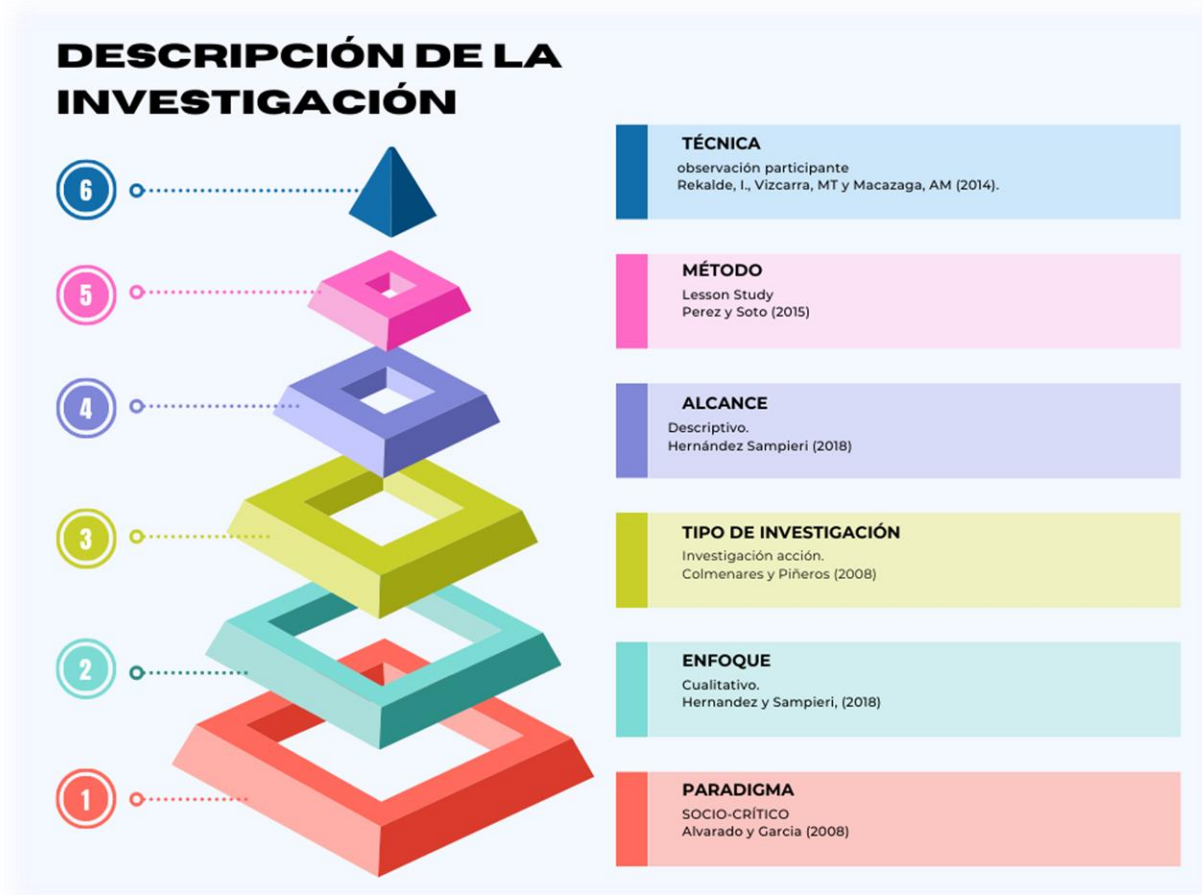 DESCRIPCIÓN DE LA
INVESTIGACIÓN
6
TÉCNICA
observación participante
Rekalde, I., Vizcarra, MT y Macazaga, AM (2014).
5
MÉTODO
Lesson Study
Perez y Soto (2015)
4
ALCANCE
Descriptivo.
Hernández Sampieri (2018)
3
TIPO DE INVESTIGACIÓN
Investigación acción.
Colmenares y Piñeros (2008)
2
ENFOQUE
Cualitativo.
Hernandez y Sampieri, (2018)
1
PARADIGMA
SOCIO-CRÍTICO
Alvarado y Garcia (2008)